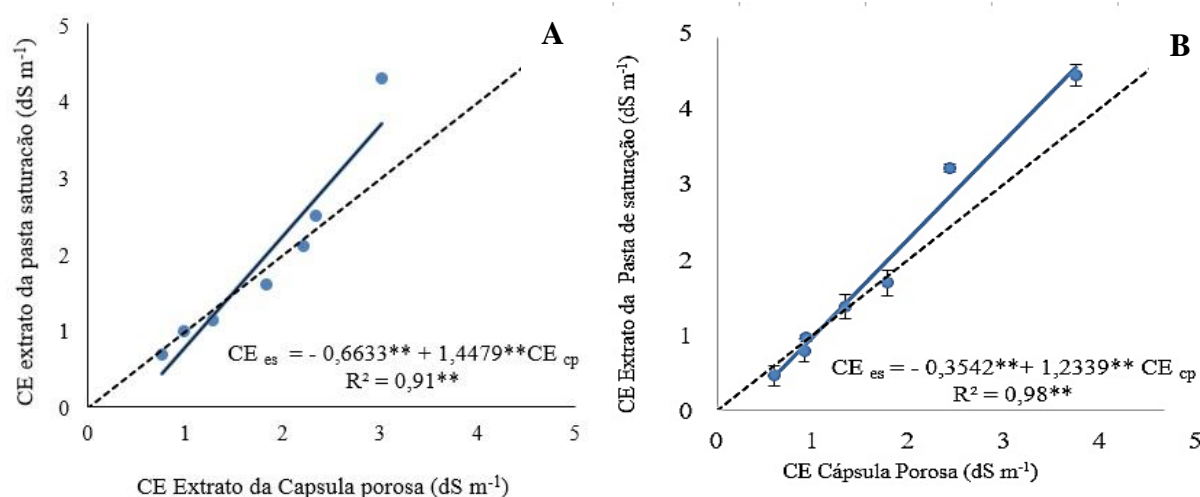 A
CE extrato da pasta saturacão (dS m⁻¹)
5
4
3
2
1
0
CE es = - 0,6633** + 1,4479**CE cp
R² = 0,91**
0 1 2 3 4 5
CE Extrato da Capsula porosa (dS m⁻¹)
B
CE Extrato da Pasta de saturação (dS m⁻¹)
5
4
3
2
1
0
CE es = - 0,3542**+ 1,2339** CE cp
R² = 0,98**
0 1 2 3 4 5
CE Cápsula Porosa (dS m⁻¹)